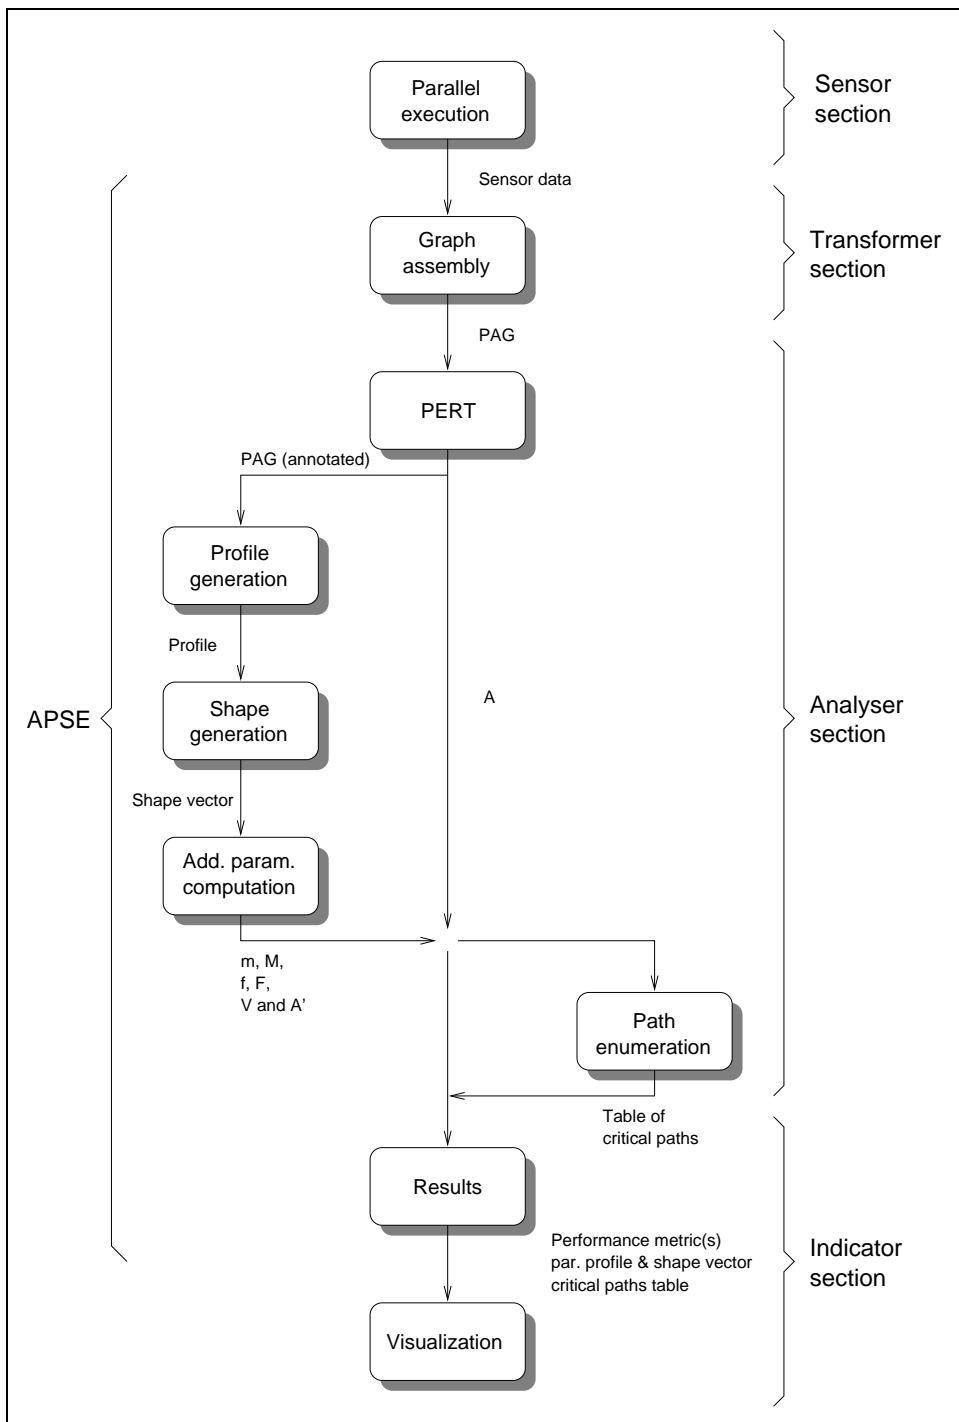 Parallel
execution
Sensor
section
Sensor data
Graph
assembly
Transformer
section
PAG
PERT
PAG (annotated)
Profile
generation
Profile
Shape
generation
A
APSE
Analyser
section
Shape vector
Add. param.
computation
m, M,
f, F,
V and A'
Path
enumeration
Table of
critical paths
Results
Performance metric(s)
par. profile & shape vector
critical paths table
Indicator
section
Visualization